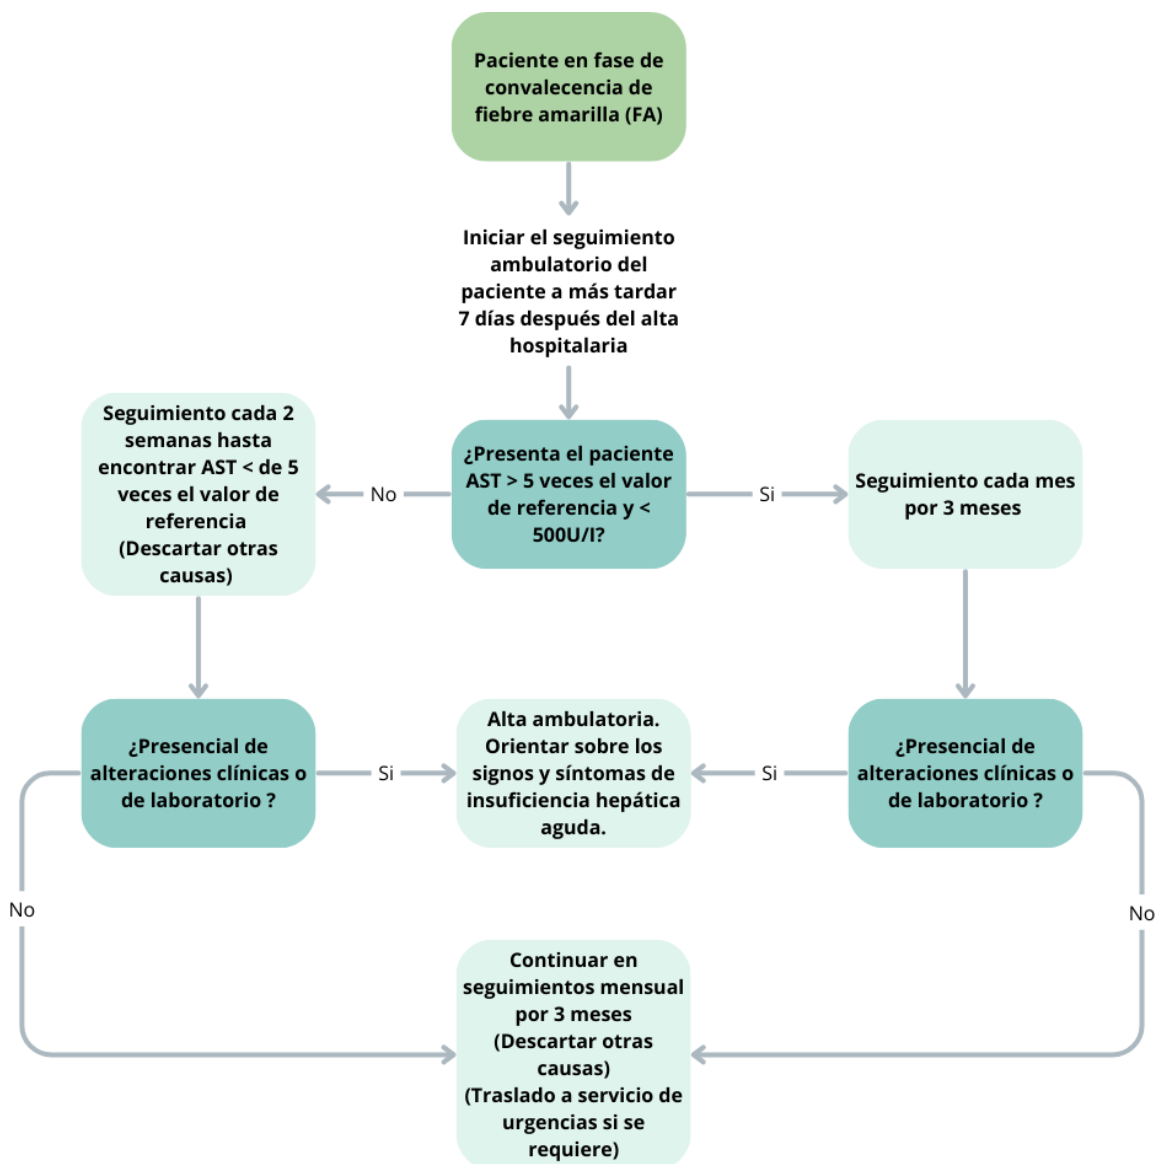 Paciente en fase de
convalecencia de
fiebre amarilla (FA)
Iniciar el seguimiento
ambulatorio del
paciente a más tardar
7 días después del alta
hospitalaria
Seguimiento cada 2
semanas hasta
encontrar AST < de 5
veces el valor de
referencia
(Descartar otras
causas)
No
¿Presenta el paciente
AST > 5 veces el valor
de referencia y <
500U/l?
Si
Seguimiento cada mes
por 3 meses
¿Presencial de
alteraciones clínicas o
de laboratorio ?
Si
Alta ambulatoria.
Orientar sobre los
signos y síntomas de
insuficiencia hepática
aguda.
Si
¿Presencial de
alteraciones clínicas o
de laboratorio ?
No
No
Continuar en
seguimientos mensual
por 3 meses
(Descartar otras
causas)
(Traslado a servicio de
urgencias si se
requiere)